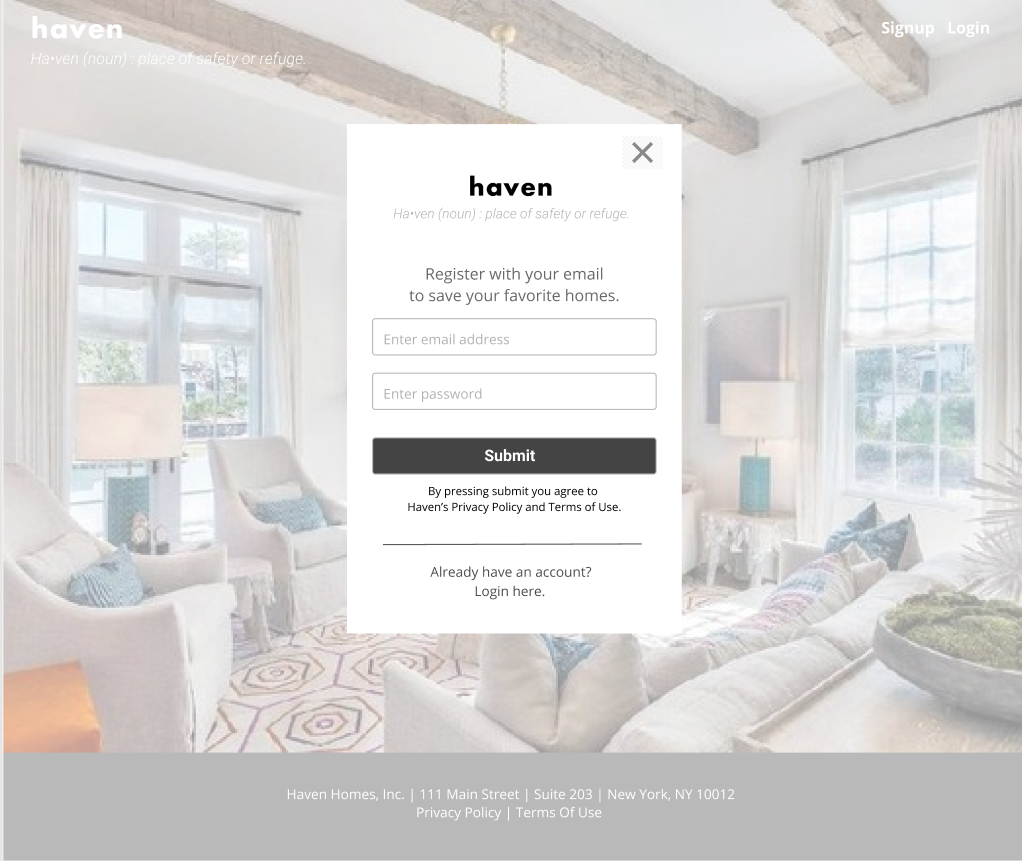 haven
Ha•ven (noun) : place of safety or refuge.
Signup Login
haven
Ha•ven (noun) : place of safety or refuge.
Register with your email
to save your favorite homes.
Enter email address
Enter password
Submit
By pressing submit you agree to
Haven's Privacy Policy and Terms of Use.
Already have an account?
Login here.
Haven Homes, Inc. | 111 Main Street | Suite 203 | New York, NY 10012
Privacy Policy | Terms Of Use